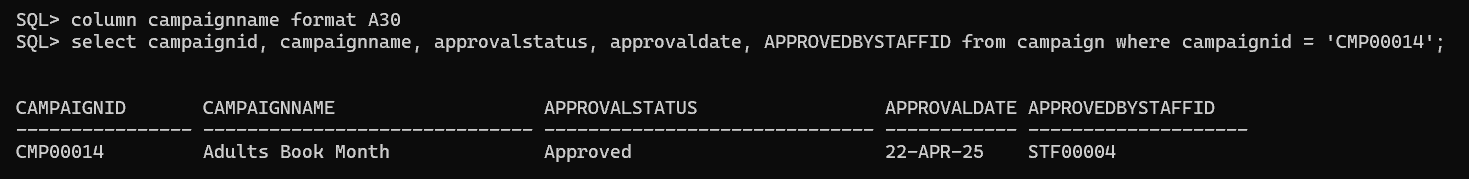 SQL> column campaignname format A30
SQL> select campaignid, campaignname, approvalstatus, approvaldate, APPROVEDBYSTAFFID from campaign where campaignid = 'CMP00014';
CAMPAIGNID       CAMPAIGNNAME                   APPROVALSTATUS                 APPROVALDATE APPROVEDBYSTAFFID
---------------- ------------------------------ ------------------------------ ------------ --------------------
CMP00014         Adults Book Month              Approved                       22-APR-25    STF00004